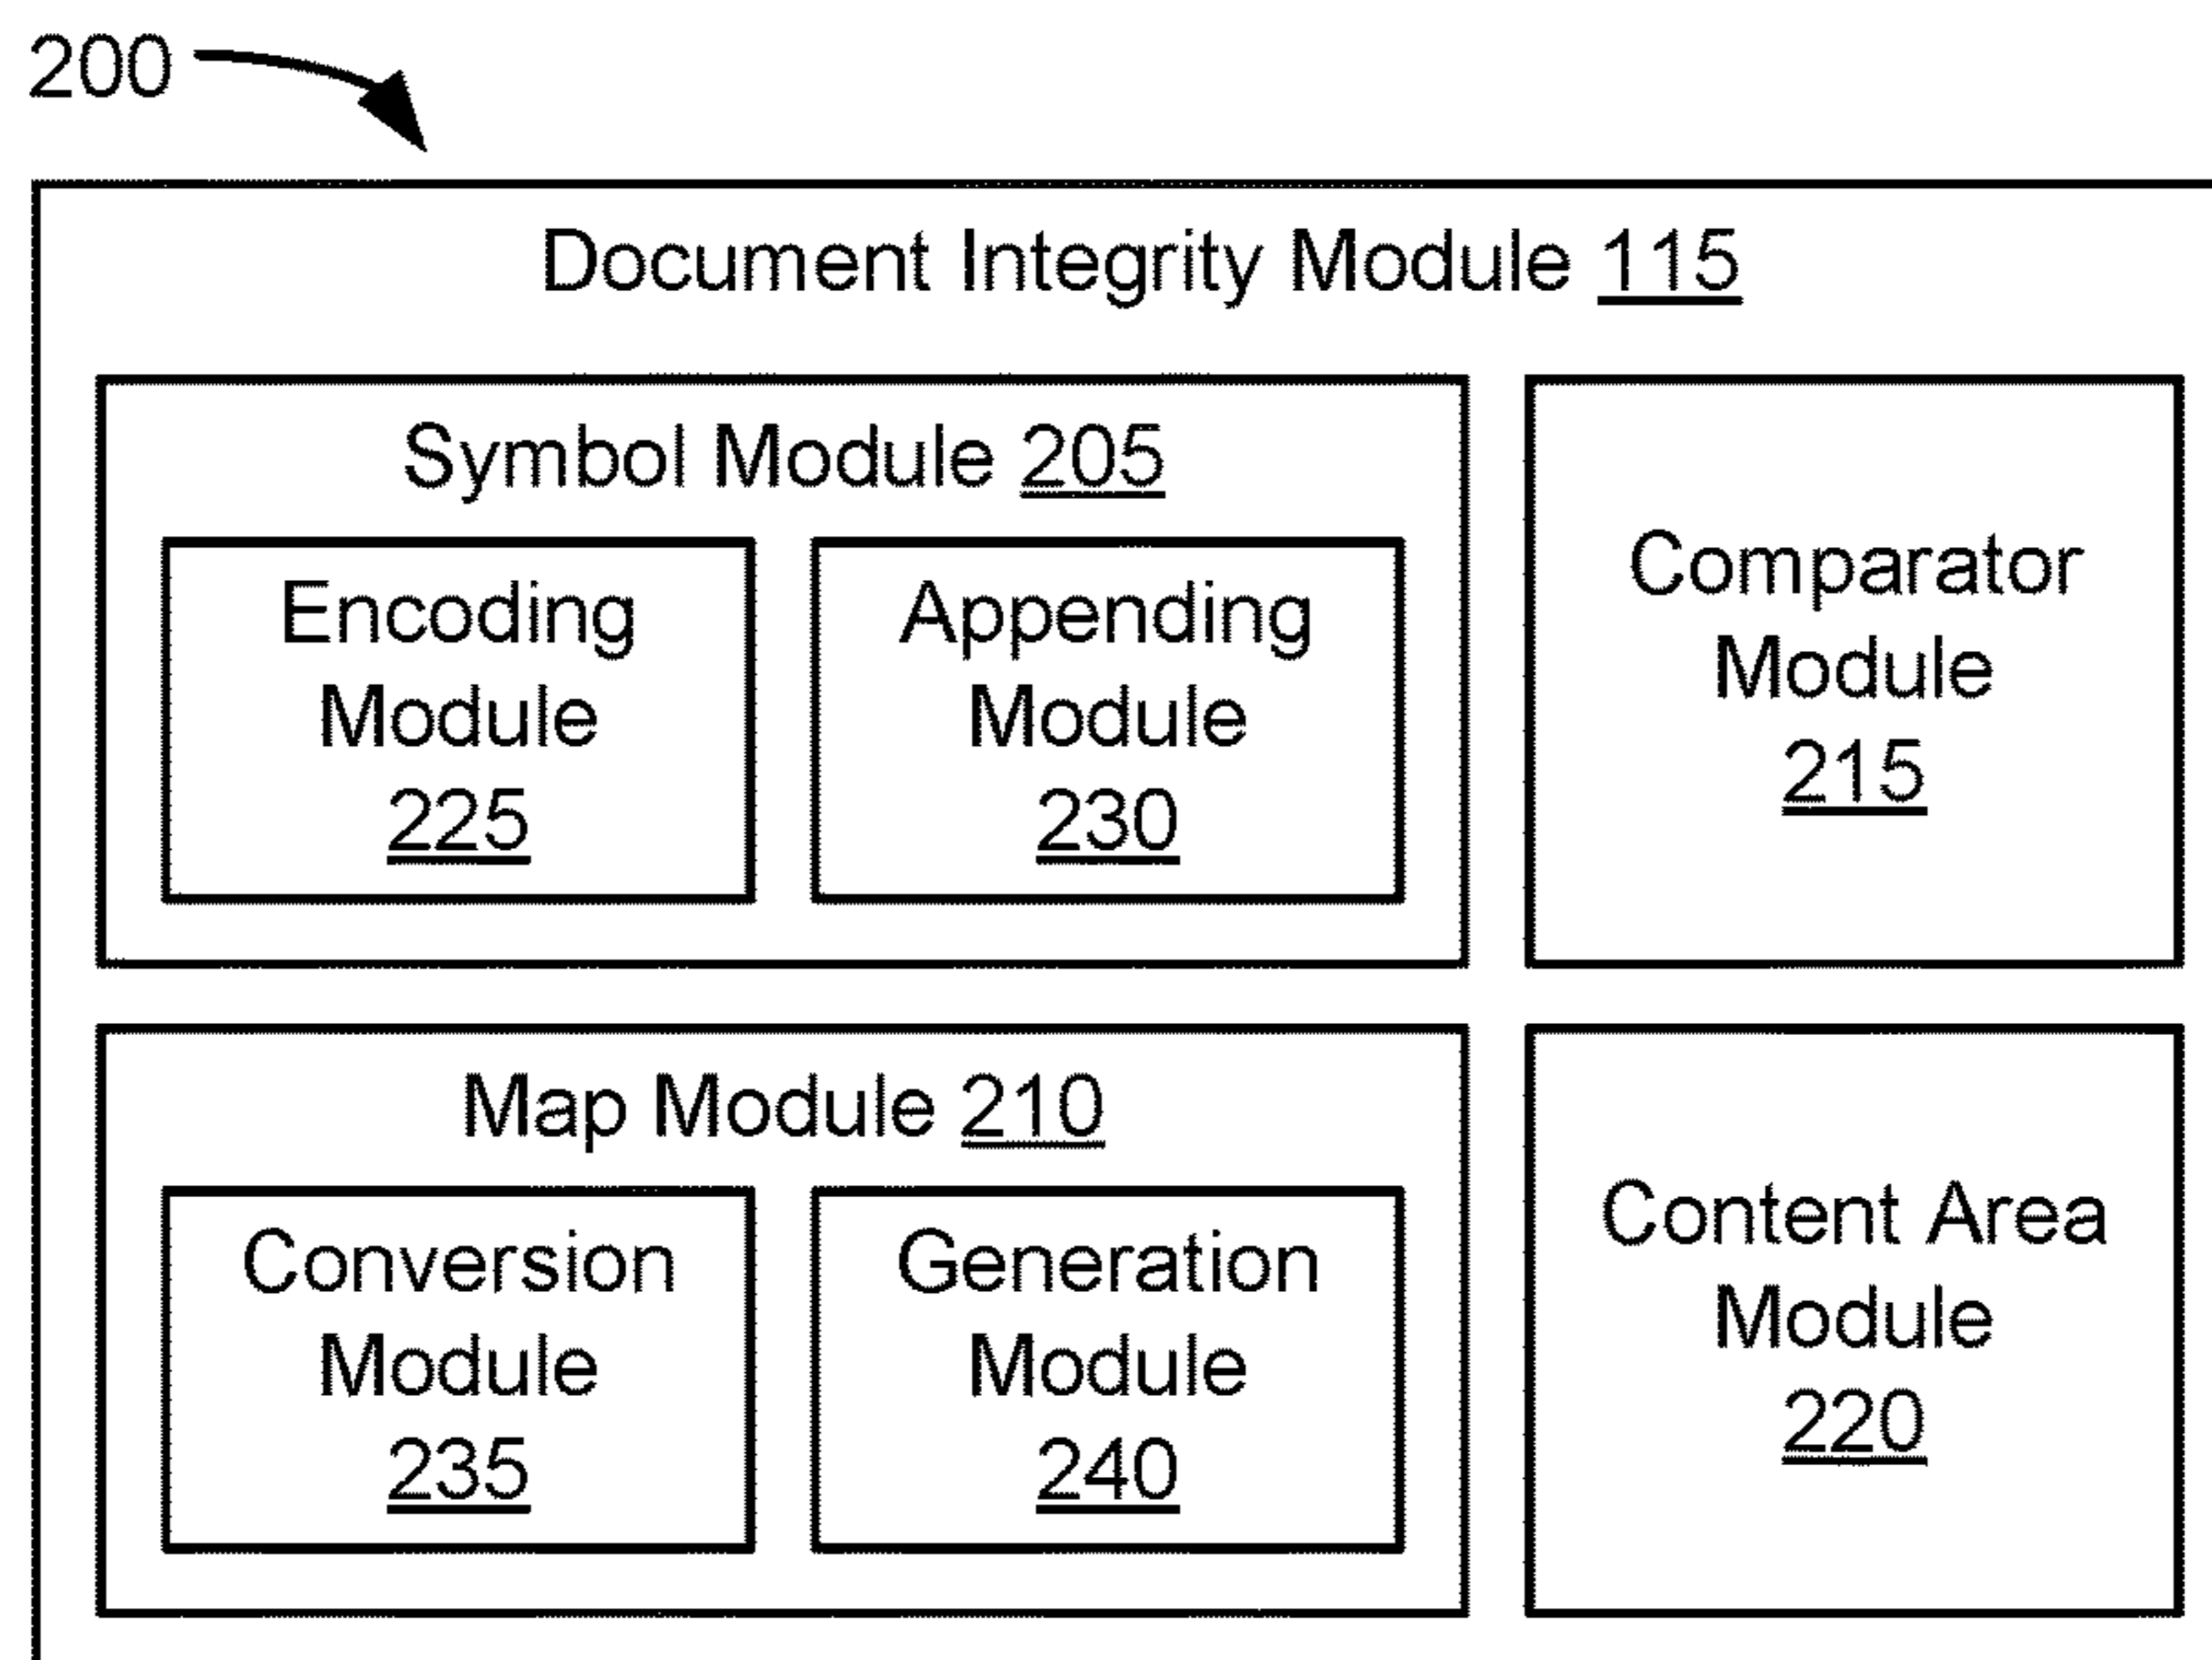 200
Document Integrity Module 115
Symbol Module 205
Encoding
Module
225
Appending
Module
230
Comparator
Module
215
Map Module 210
Conversion
Module
235
Generation
Module
240
Content Area
Module
220